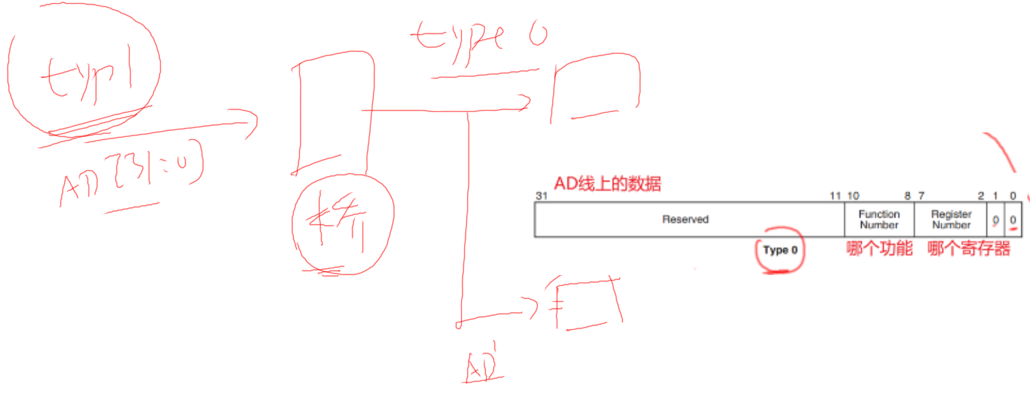 type 0
typ1
AD[31:0]
桥
AD'
AD线上的数据
31 11 10 8 7 2 1 0
Reserved Function Number Register Number 0 0
Type 0 哪个功能 哪个寄存器